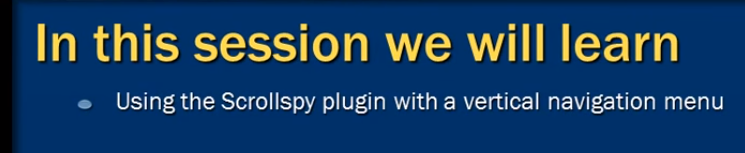 In this session we will learn
Using the Scrollspy plugin with a vertical navigation menu